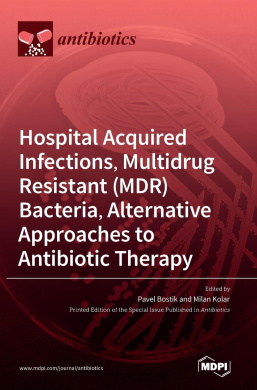 antibiotics
Hospital Acquired
Infections, Multidrug
Resistant (MDR)
Bacteria, Alternative
Approaches to
Antibiotic Therapy
Edited by
Pavel Bostik and Milan Kolar
Printed Edition of the Special Issue Published in Antibiotics
www.mdpi.com/journal/antibiotics
MDPI